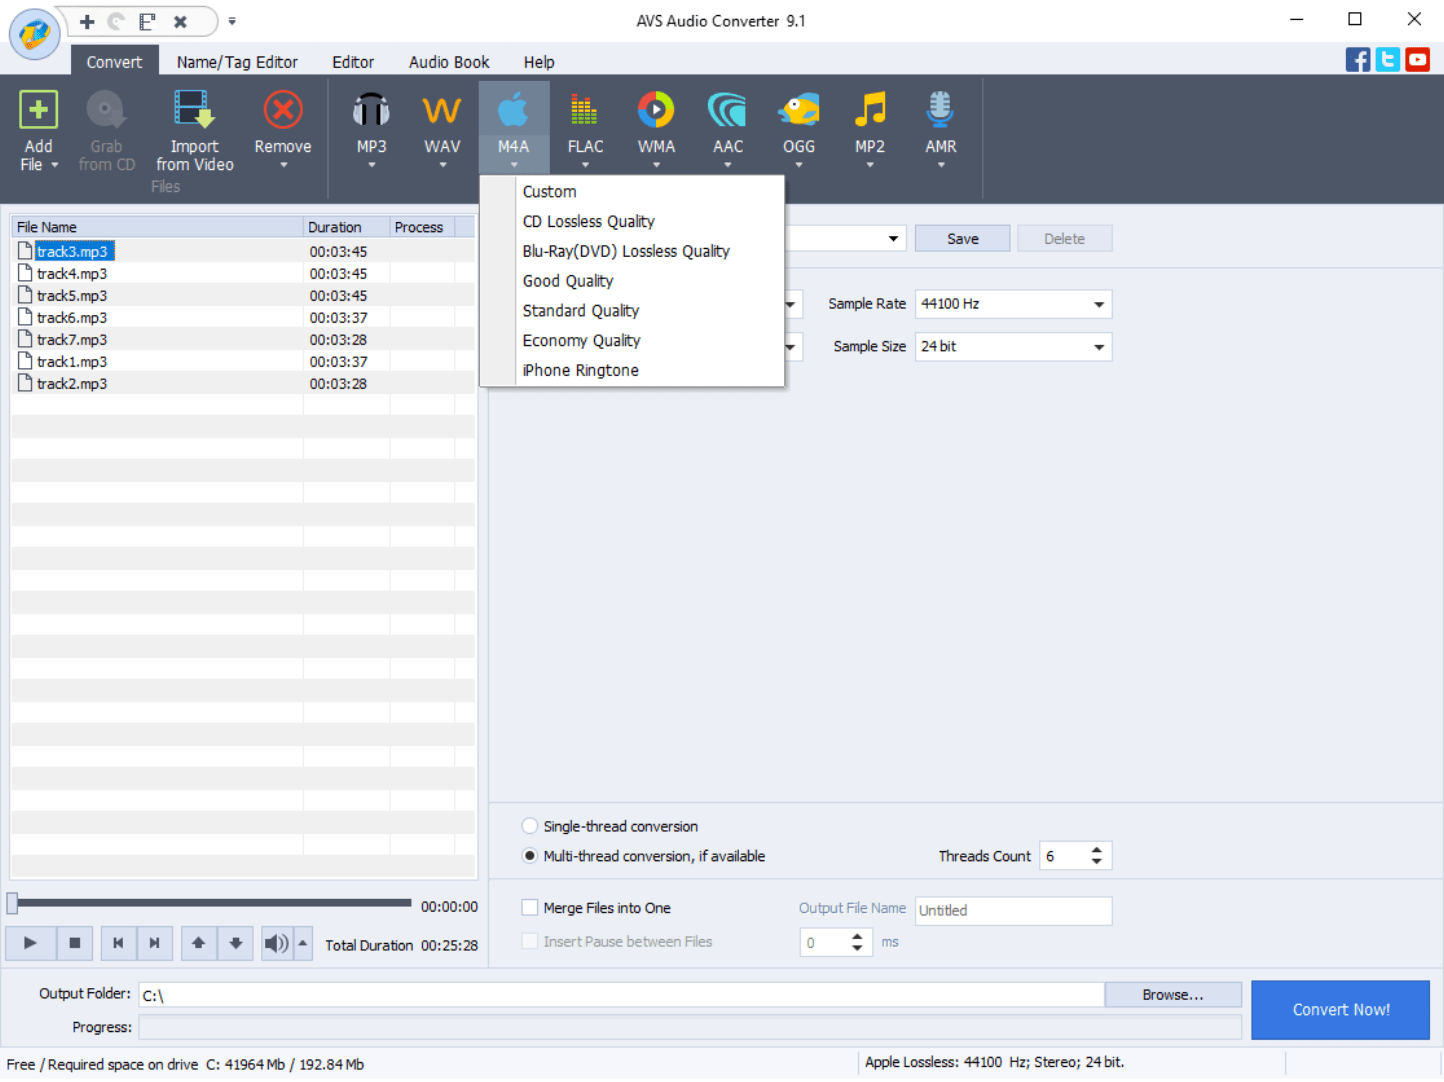 AVS Audio Converter 9.1
Convert
Name/Tag Editor
Editor
Audio Book
Help
Add
File
Grab
from CD
Import
from Video
Remove
Files
MP3
WAV
M4A
FLAC
WMA
AAC
OGG
MP2
AMR
Custom
CD Lossless Quality
Blu-Ray(DVD) Lossless Quality
Good Quality
Standard Quality
Economy Quality
iPhone Ringtone
File Name Duration Process
track3.mp3 00:03:45
track4.mp3 00:03:45
track5.mp3 00:03:45
track6.mp3 00:03:37
track7.mp3 00:03:28
track1.mp3 00:03:37
track2.mp3 00:03:28
Save
Delete
Sample Rate 44100 Hz
Sample Size 24 bit
Single-thread conversion
Multi-thread conversion, if available
Threads Count 6
Merge Files into One
Output File Name Untitled
Insert Pause between Files
0 ms
00:00:00
Total Duration 00:25:28
Output Folder: C:\
Browse...
Convert Now!
Progress:
Free / Required space on drive C: 41964 Mb / 192.84 Mb
Apple Lossless: 44100 Hz; Stereo; 24 bit.